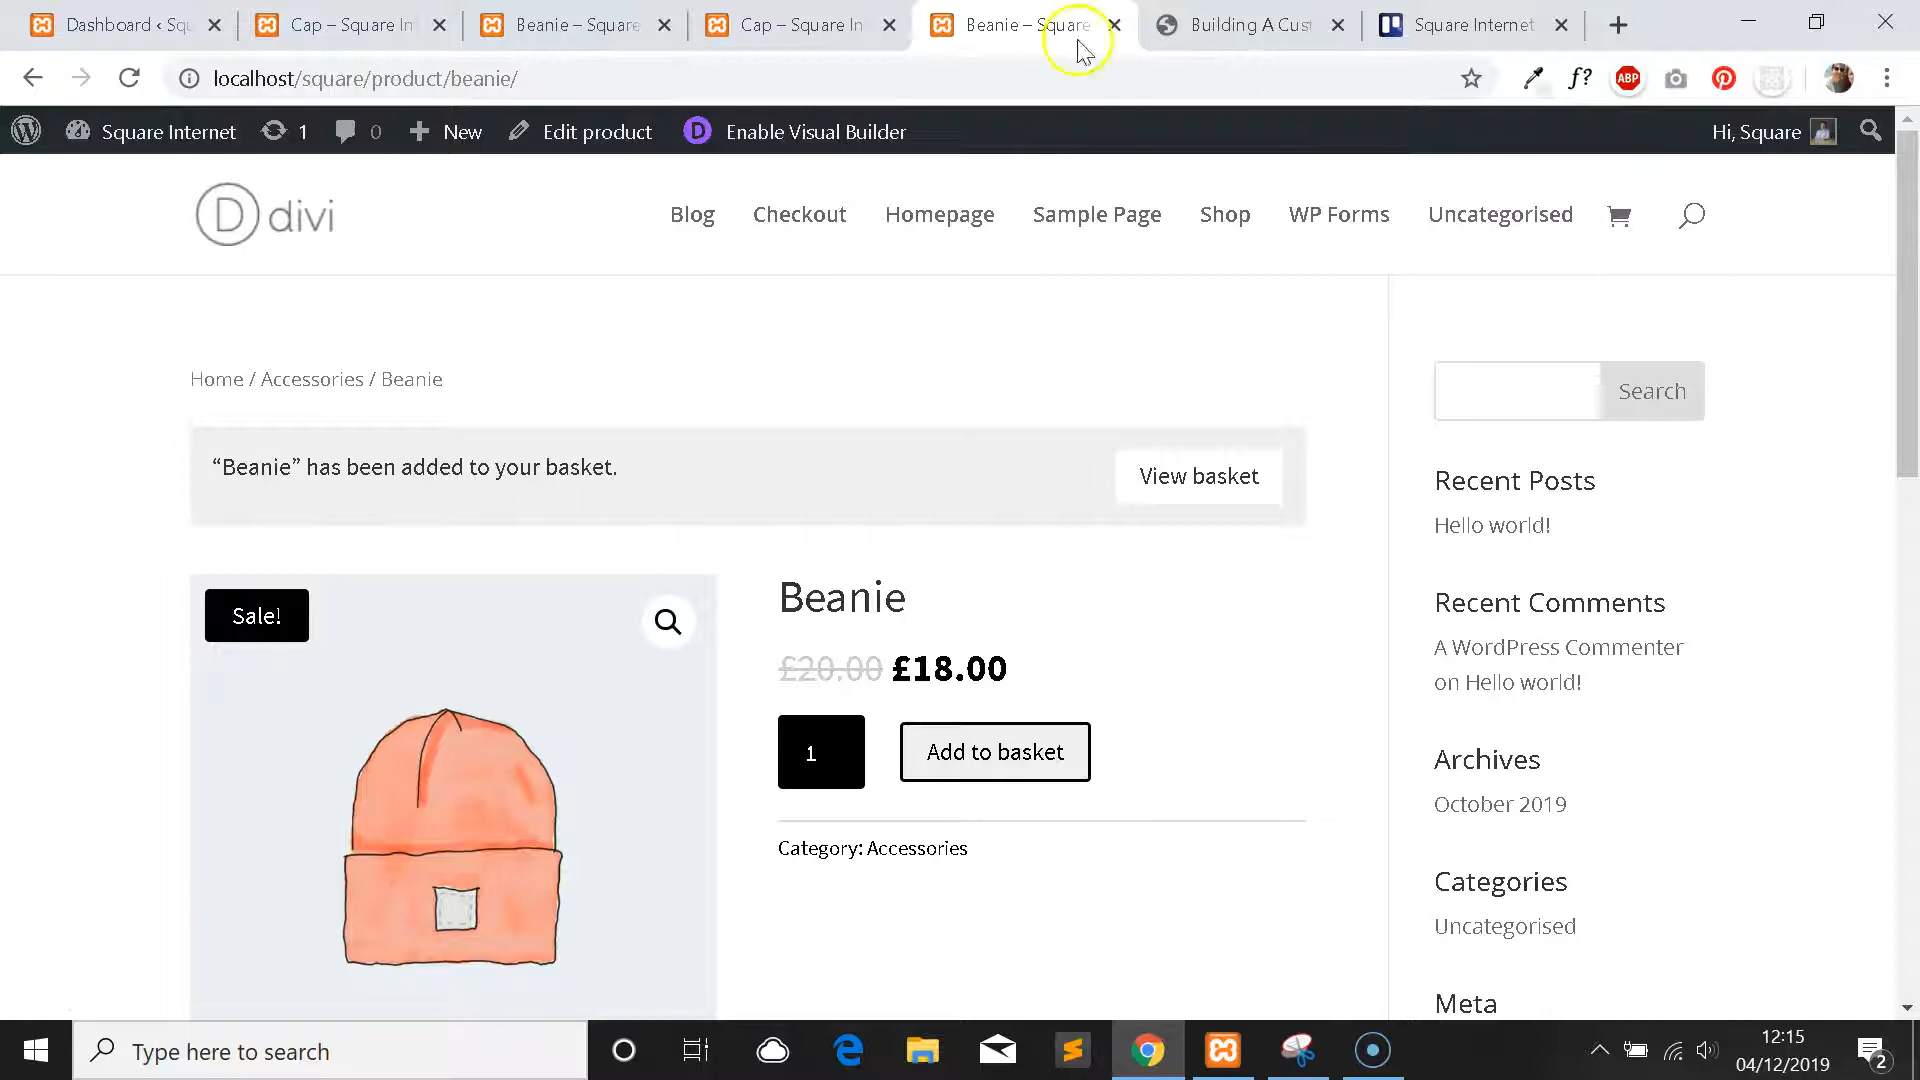 Dashboard ‹ Squ
Cap – Square In
Beanie – Square
Cap – Square In
Beanie – Square
Building A Cust
Square Internet
localhost/square/product/beanie/
f?
ABP
Square Internet
1
0
New
Edit product
D
Enable Visual Builder
Hi, Square
D divi
Blog
Checkout
Homepage
Sample Page
Shop
WP Forms
Uncategorised
Home / Accessories / Beanie
“Beanie” has been added to your basket.
View basket
Search
Recent Posts
Hello world!
Recent Comments
A WordPress Commenter
on Hello world!
Archives
October 2019
Categories
Uncategorised
Meta
Sale!
Beanie
£20.00 £18.00
1
Add to basket
Category: Accessories
Type here to search
12:15
04/12/2019
2